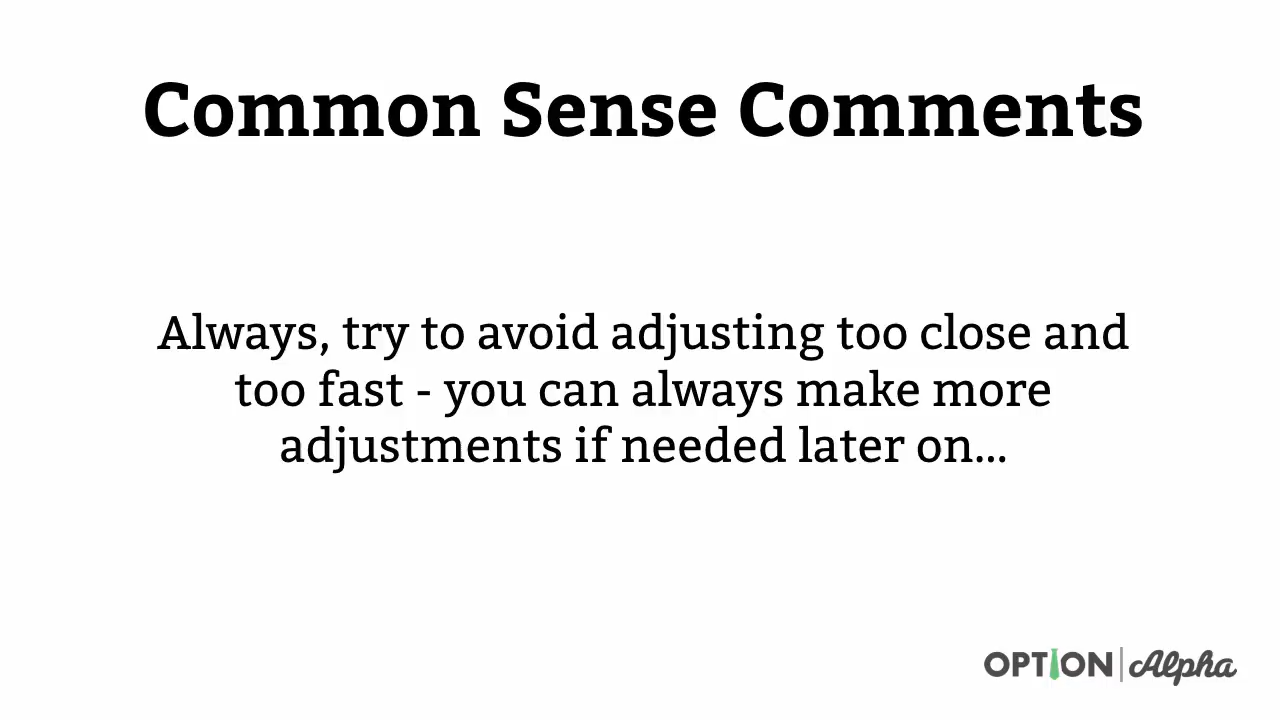 Common Sense Comments
Always, try to avoid adjusting too close and
too fast - you can always make more
adjustments if needed later on...
OPTION | Alpha